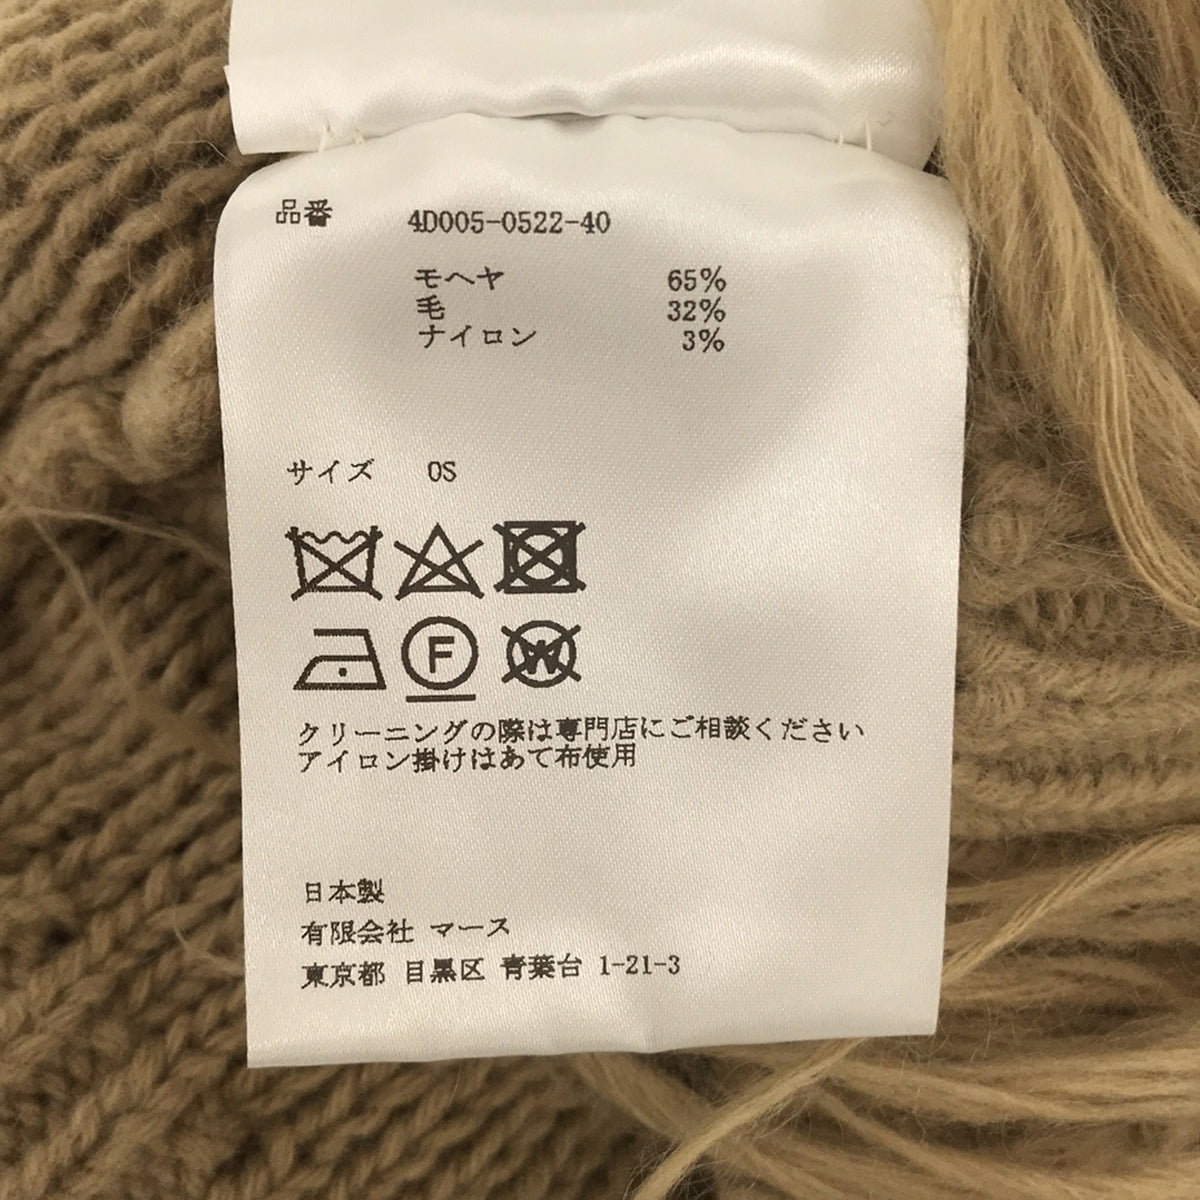 品番 4D005-0522-40
モヘヤ 65%
毛 32%
ナイロン 3%
サイズ OS
F W
クリーニングの際は専門店にご相談ください
アイロン掛けはあて布使用
日本製
有限会社 マース
東京都 目黒区 青葉台 1-21-3